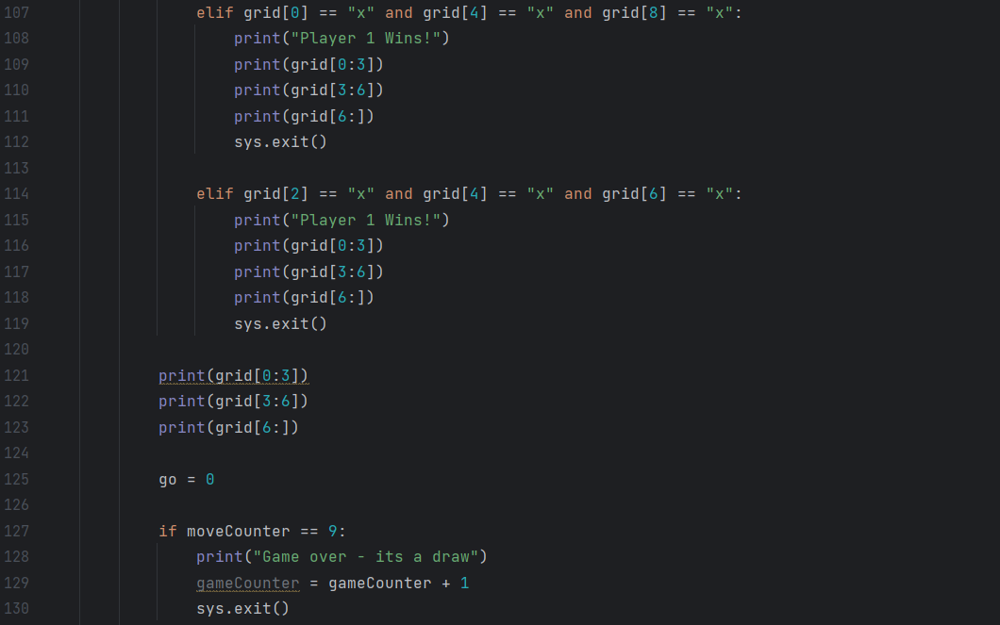 107 elif grid[0] == "x" and grid[4] == "x" and grid[8] == "x":
108 print("Player 1 Wins!")
109 print(grid[0:3])
110 print(grid[3:6])
111 print(grid[6:])
112 sys.exit()
113
114 elif grid[2] == "x" and grid[4] == "x" and grid[6] == "x":
115 print("Player 1 Wins!")
116 print(grid[0:3])
117 print(grid[3:6])
118 print(grid[6:])
119 sys.exit()
120
121 print(grid[0:3])
122 print(grid[3:6])
123 print(grid[6:])
124
125 go = 0
126
127 if moveCounter == 9:
128 print("Game over - its a draw")
129 gameCounter = gameCounter + 1
130 sys.exit()